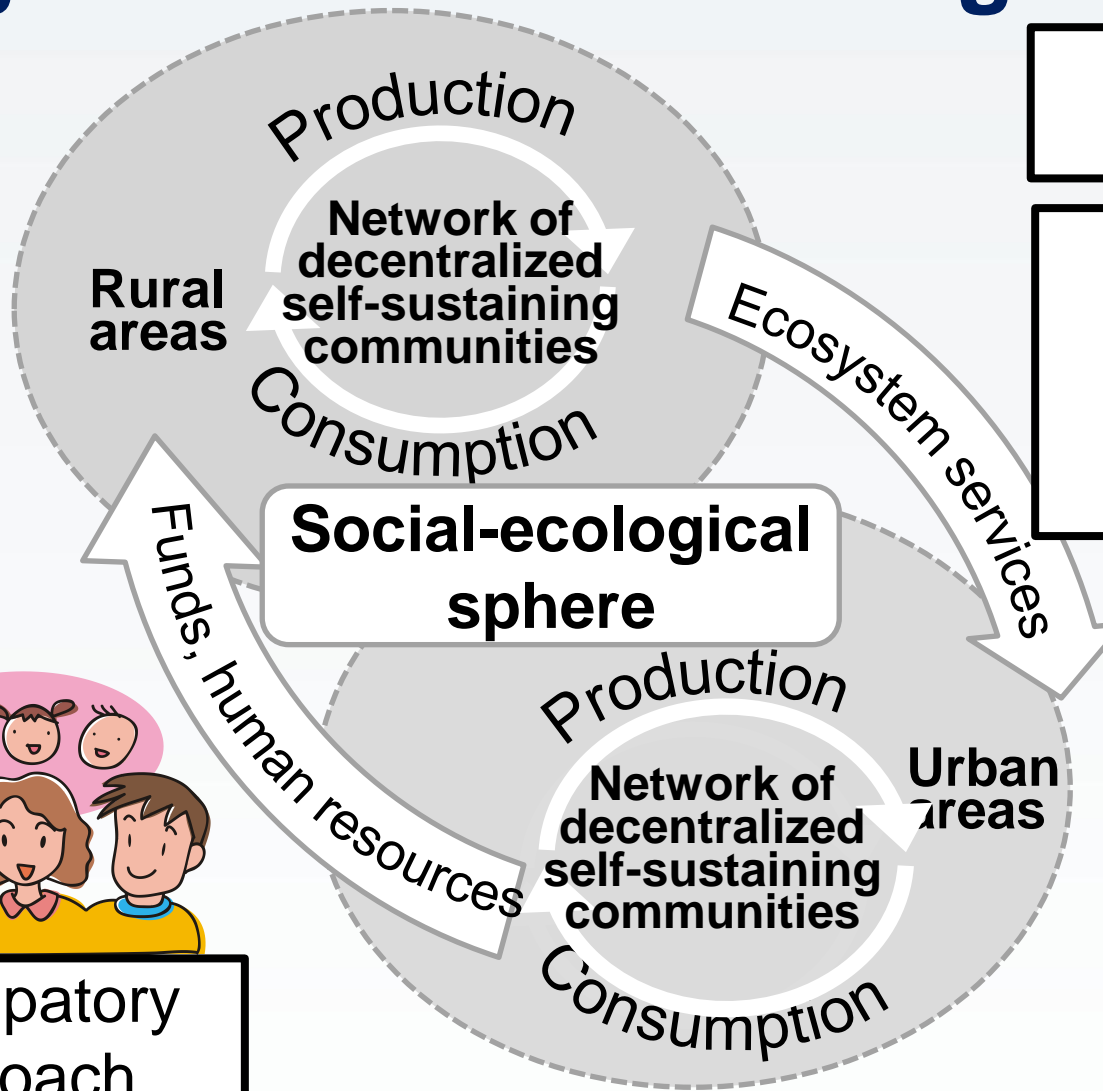 Production
Network of
decentralized
self-sustaining
communities
Rural
areas
Consumption
Ecosystem services
Social-ecological
sphere
Funds, human resources
Production
Network of
decentralized
self-sustaining
communities
Urban
areas
Consumption
patory
oach